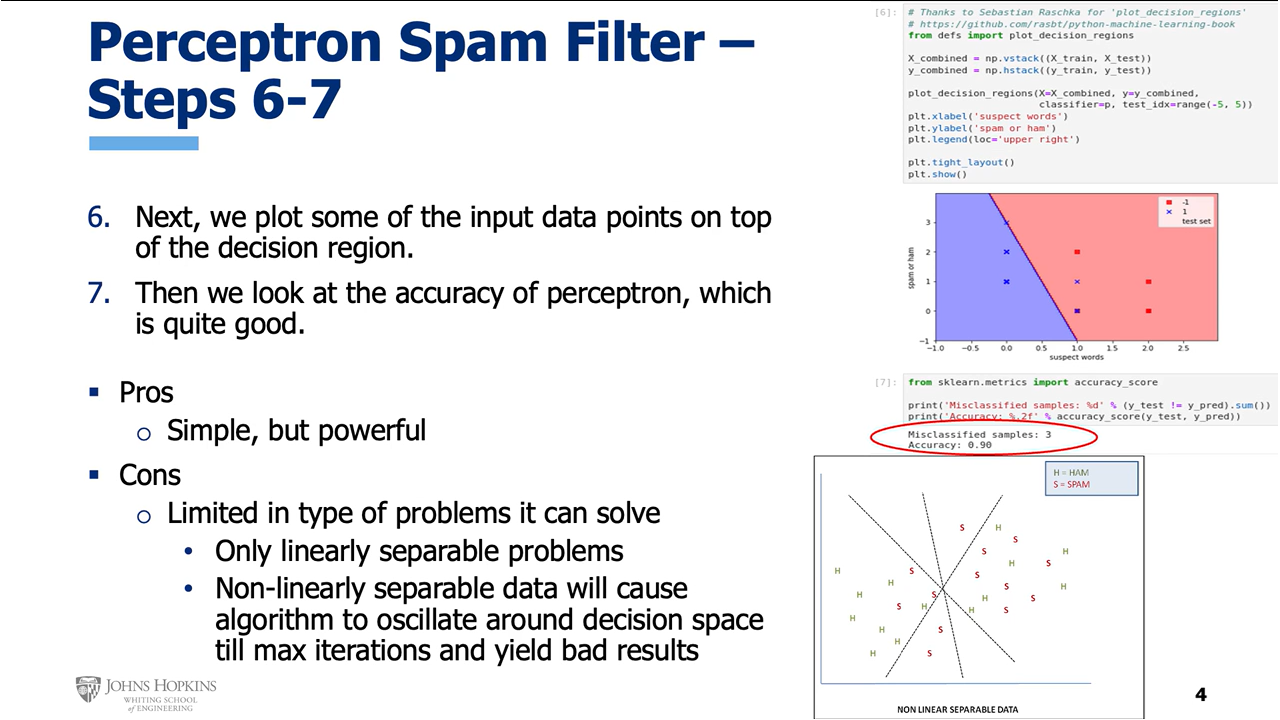 Perceptron Spam Filter –
Steps 6-7
6. Next, we plot some of the input data points on top
of the decision region.
7. Then we look at the accuracy of perceptron, which
is quite good.
▪ Pros
o Simple, but powerful
▪ Cons
o Limited in type of problems it can solve
• Only linearly separable problems
• Non-linearly separable data will cause
algorithm to oscillate around decision space
till max iterations and yield bad results
JOHNS HOPKINS
WHITING SCHOOL
of ENGINEERING
[6]:
# Thanks to Sebastian Raschka for 'plot_decision_regions'
# https://github.com/rasbt/python-machine-learning-book
from defs import plot_decision_regions
X_combined = np.vstack((X_train, X_test))
y_combined = np.hstack((y_train, y_test))
plot_decision_regions(X=X_combined, y=y_combined,
classifier=p, test_idx=range(-5, 5))
plt.xlabel('suspect words')
plt.ylabel('spam or ham')
plt.legend(loc='upper right')
plt.tight_layout()
plt.show()
-1
1
test set
spam or ham
3
2
1
0
−1
−1.0 −0.5 0.0 0.5 1.0 1.5 2.0 2.5
suspect words
[7]:
from sklearn.metrics import accuracy_score
print('Misclassified samples: %d' % (y_test != y_pred).sum())
print('Accuracy: %.2f' % accuracy_score(y_test, y_pred))
Misclassified samples: 3
Accuracy: 0.90
H = HAM
S = SPAM
S H
S
S H
H S H S
H S S H
H S H S
S H H S
H
H S
H
H S
NON LINEAR SEPARABLE DATA
4